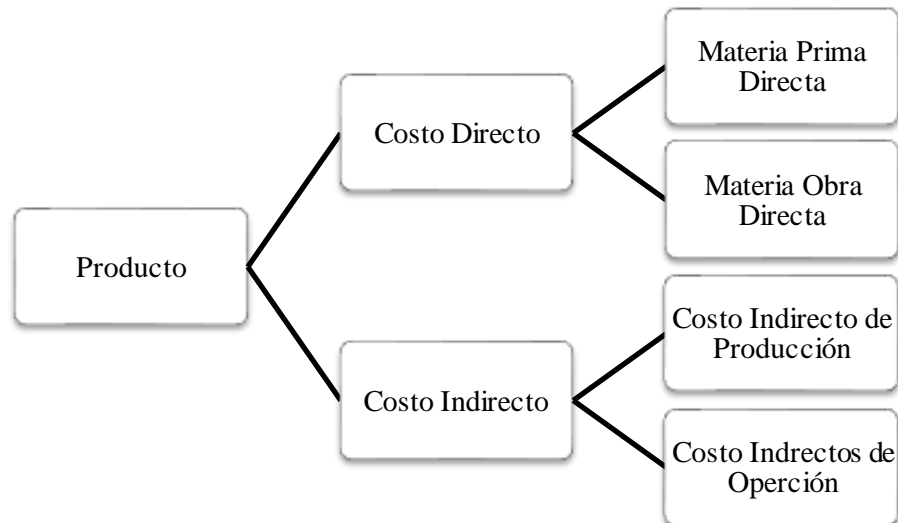 Producto
Costo Directo
Materia Prima
Directa
Materia Obra
Directa
Costo Indirecto
Costo Indirecto de
Producción
Costo Indrectos de
Operción